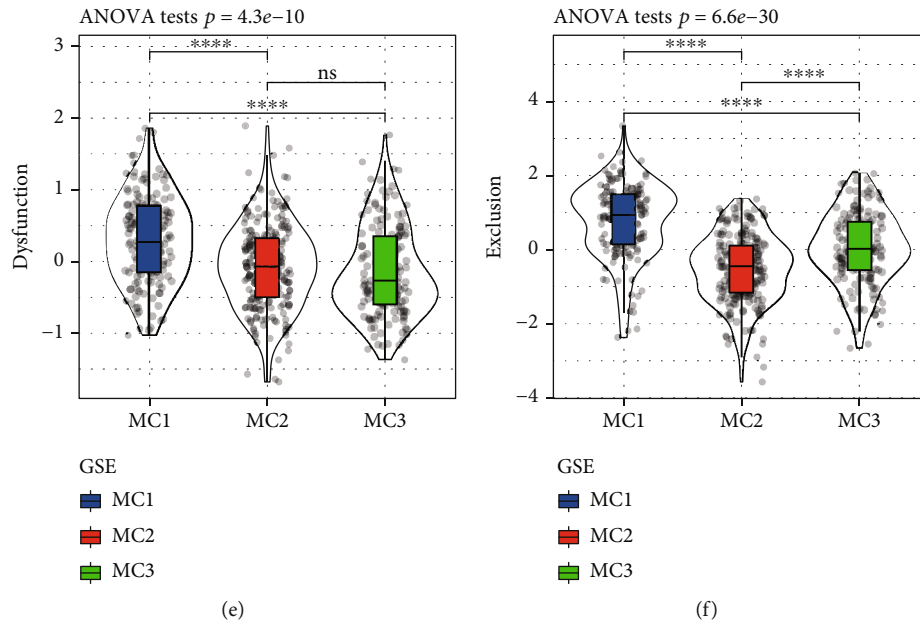 ANOVA tests p = 4.3e−10
****
ns
****
Dysfunction
3
2
1
0
−1
MC1 MC2 MC3
GSE
MC1
MC2
MC3
(e)
ANOVA tests p = 6.6e−30
****
****
****
Exclusion
4
2
0
−2
−4
MC1 MC2 MC3
GSE
MC1
MC2
MC3
(f)